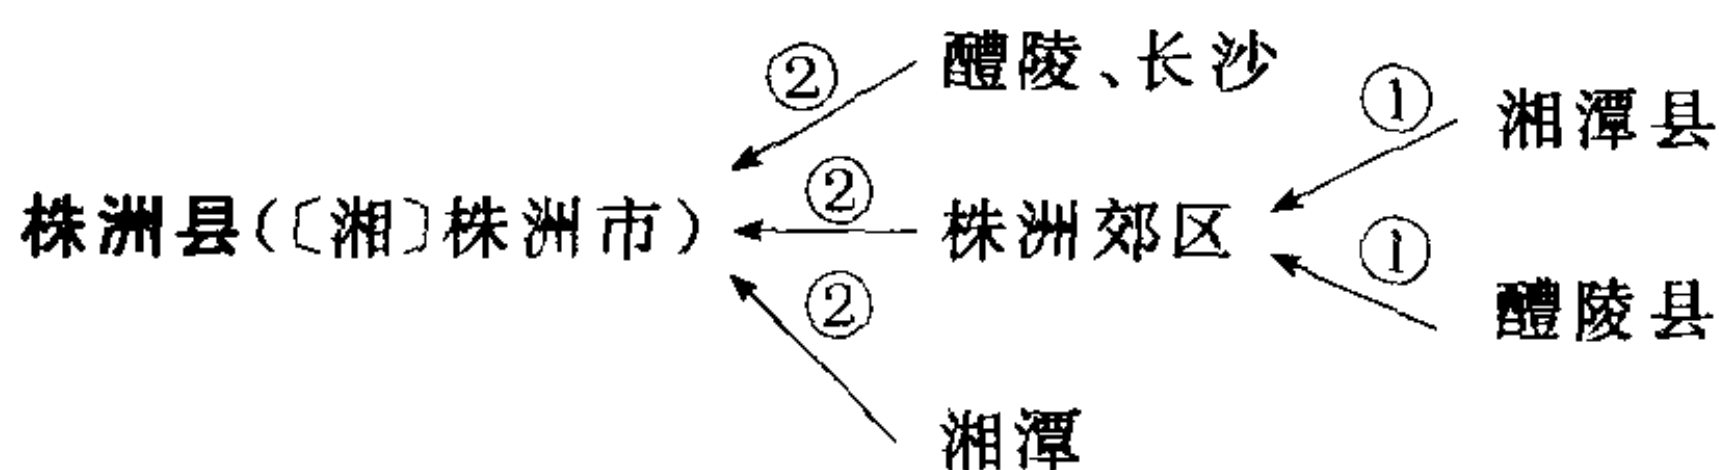 ② 醴陵、长沙 ① 湘潭县
株洲县(〔湘〕株洲市) ② 株洲郊区 ①
② 醴陵县
湘潭